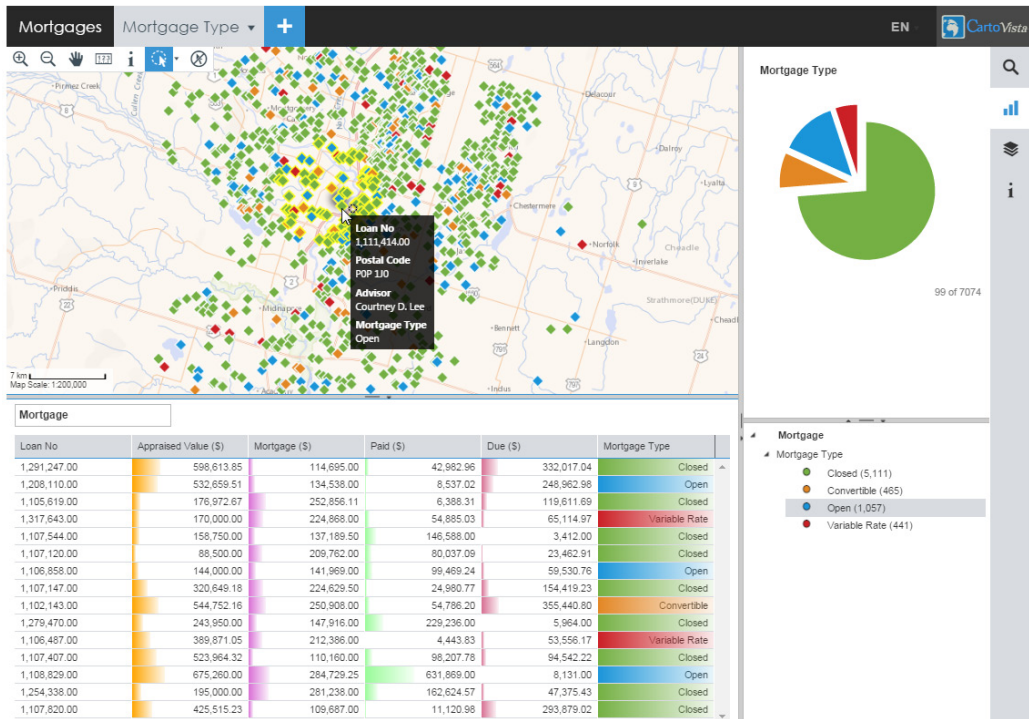 Mortgages
Mortgage Type
+
EN
CartoVista
Pirmez Creek
Delacour
Dalroy
Lyalta
Chestermere
Norfolk
Cheadle
Inverlake
Priddis
Strathmore(DUKE)
Bennett
Langdon
Indus
564
8
9
2
22
791
24
797
Loan No
1,111,414.00
Postal Code
P0P 1J0
Advisor
Courtney D. Lee
Mortgage Type
Open
7 km
Map Scale: 1:200,000
Mortgage Type
99 of 7074
Mortgage
Loan No Appraised Value ($) Mortgage ($) Paid ($) Due ($) Mortgage Type
1,291,247.00 598,613.85 114,695.00 42,982.96 332,017.04 Closed
1,208,110.00 532,659.51 134,538.00 8,537.02 248,962.98 Open
1,105,619.00 176,972.67 252,856.11 6,388.31 119,611.69 Closed
1,317,643.00 170,000.00 224,868.00 54,885.03 65,114.97 Variable Rate
1,107,544.00 158,750.00 137,189.50 146,588.00 3,412.00 Closed
1,107,120.00 88,500.00 209,762.00 80,037.09 23,462.91 Closed
1,106,858.00 144,000.00 141,969.00 99,469.24 59,530.76 Open
1,107,147.00 320,649.18 224,629.50 24,980.77 154,419.23 Closed
1,102,143.00 544,752.16 250,908.00 54,786.20 355,440.80 Convertible
1,279,470.00 243,950.00 147,916.00 229,236.00 5,964.00 Closed
1,106,487.00 389,871.05 212,386.00 4,443.83 53,556.17 Variable Rate
1,107,407.00 523,964.32 110,160.00 98,207.78 94,542.22 Closed
1,108,829.00 675,260.00 284,729.25 631,869.00 8,131.00 Open
1,254,338.00 195,000.00 281,238.00 162,624.57 47,375.43 Closed
1,107,820.00 425,515.23 109,687.00 11,120.98 293,879.02 Closed
Mortgage
Mortgage Type
Closed (5,111)
Convertible (465)
Open (1,057)
Variable Rate (441)